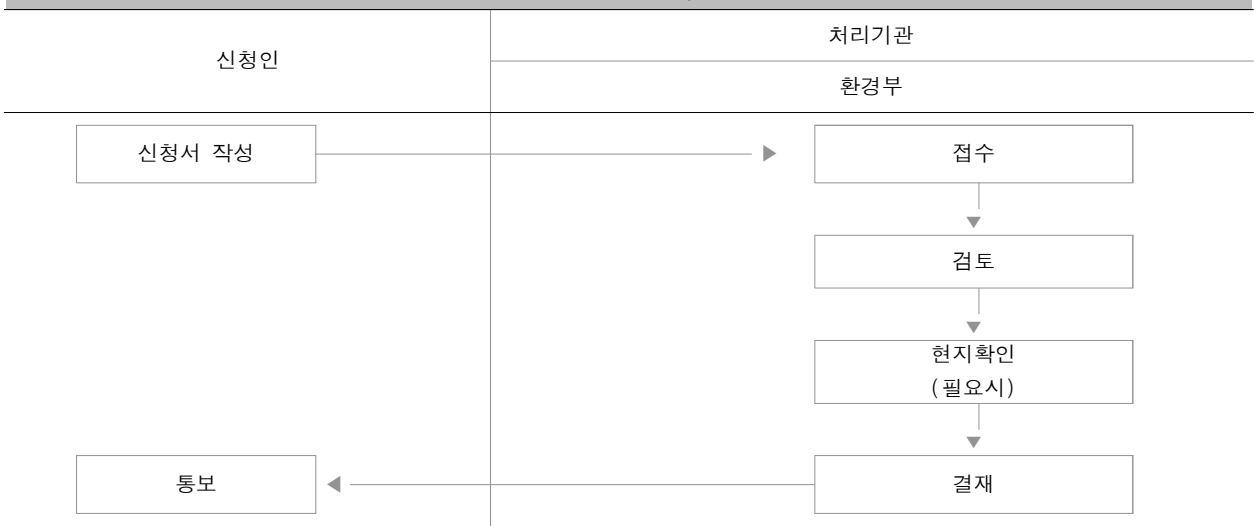 신청인
처리기관
환경부
신청서 작성
접수
검토
현지확인
(필요시)
통보
결재